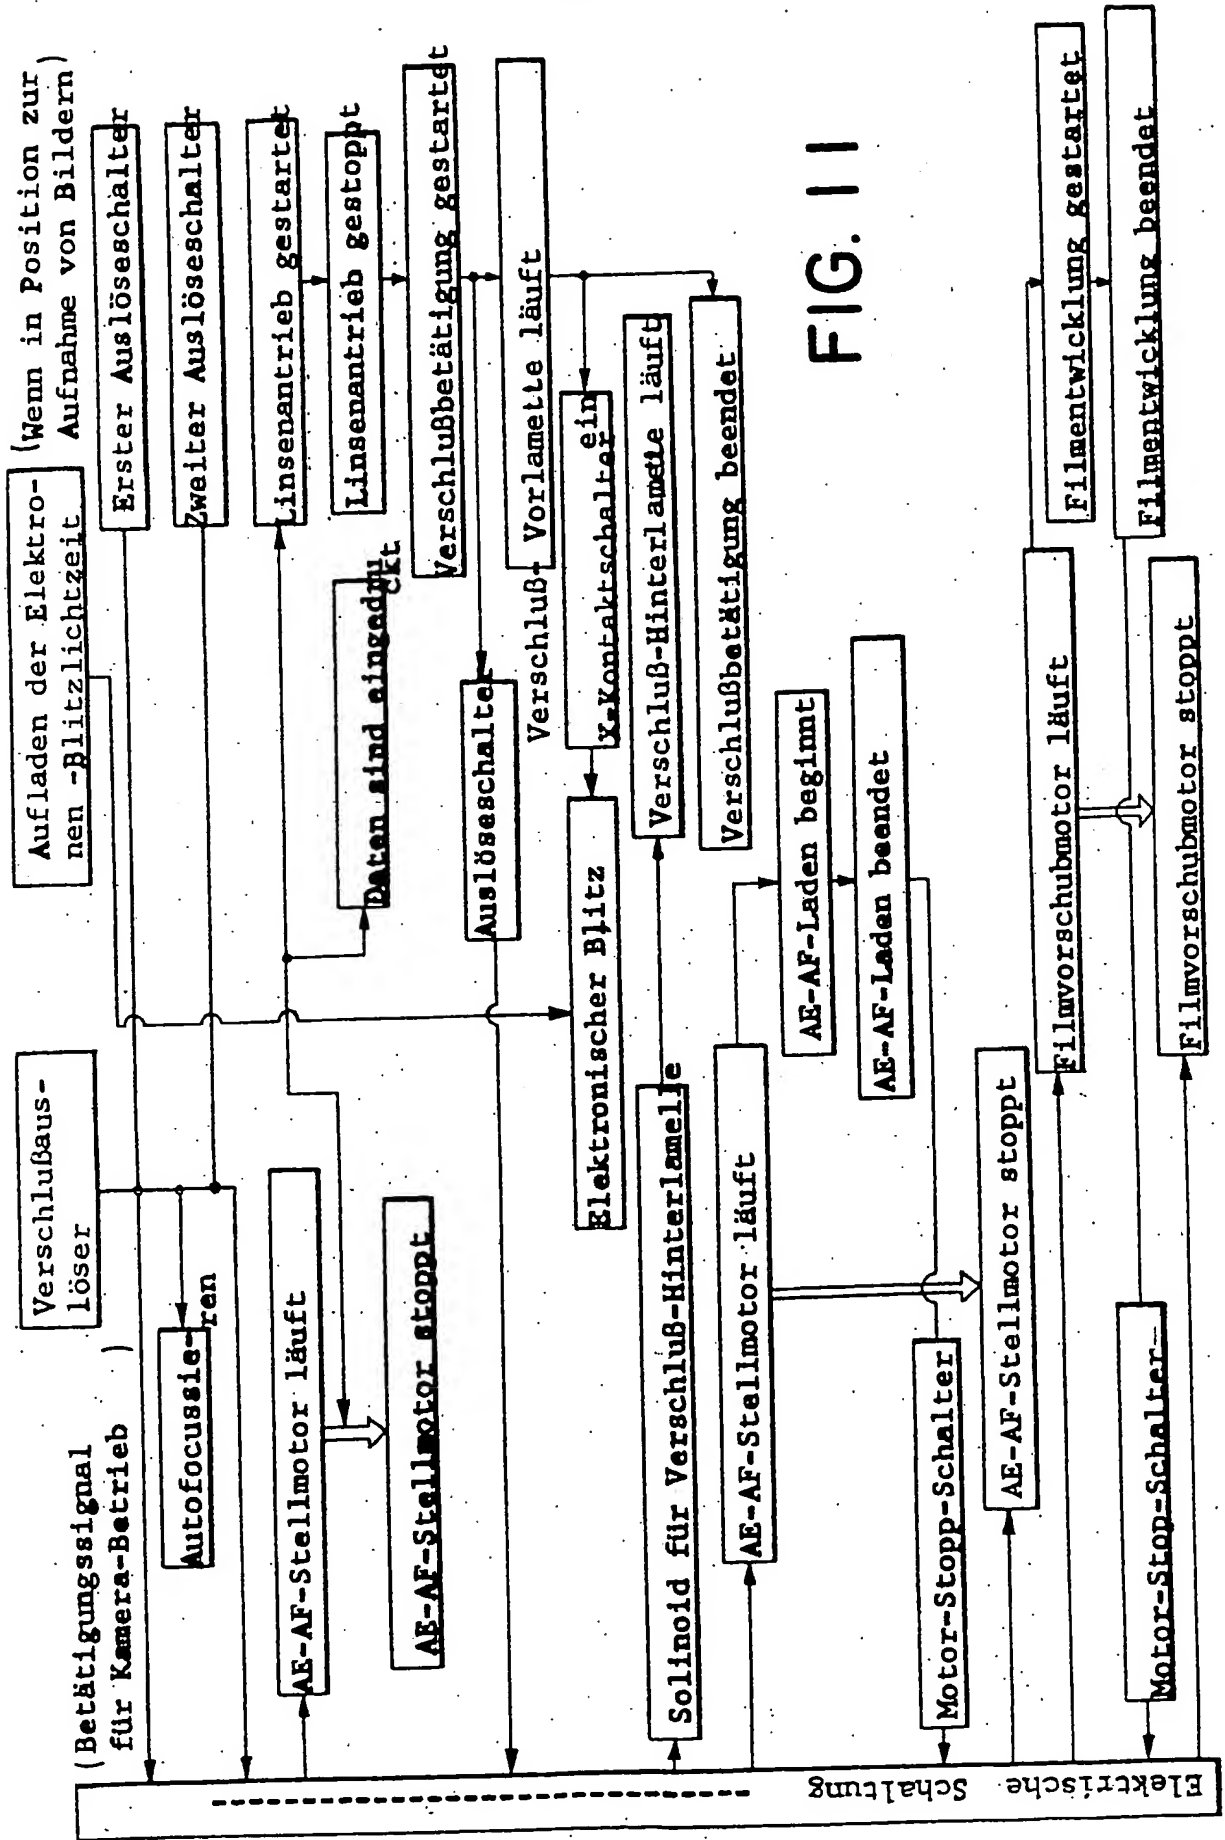 (Betätigungssignal
für Kamera-Betrieb )
Verschlußaus-
löser
Aufladen der Elektro-
nen -Blitzlichtzeit
(Wenn in Position zur
Aufnahme von Bildern)
Erster Auslöseschalter
Zweiter Auslöseschalter
Autofocussie-
ren
AE-AF-Stellmotor läuft
Linsenantrieb gestartet
Linsenantrieb gestoppt
Daten sind eingedru
ckt
AE-AF-Stellmotor stoppt
Verschlußbetätigung gestartet
Auslöseschalter
Verschluß- Vorlamette läuft
ein
X-Kontaktschalter
Elektronischer Blitz
Solinoid für Verschluß-Hinterlamelle
Verschluß-Hinterlamelle läuft
Verschlußbetätigung beendet
AE-AF-Stellmotor läuft
AE-AF-Laden beginnt
AE-AF-Laden beendet
Motor-Stopp-Schalter
AE-AF-Stellmotor stoppt
Filmvorschubmotor läuft
Filmentwicklung gestartet
Filmentwicklung beendet
Motor-Stop-Schalter
Filmvorschubmotor stoppt
Elektrische Schaltung
FIG. 11